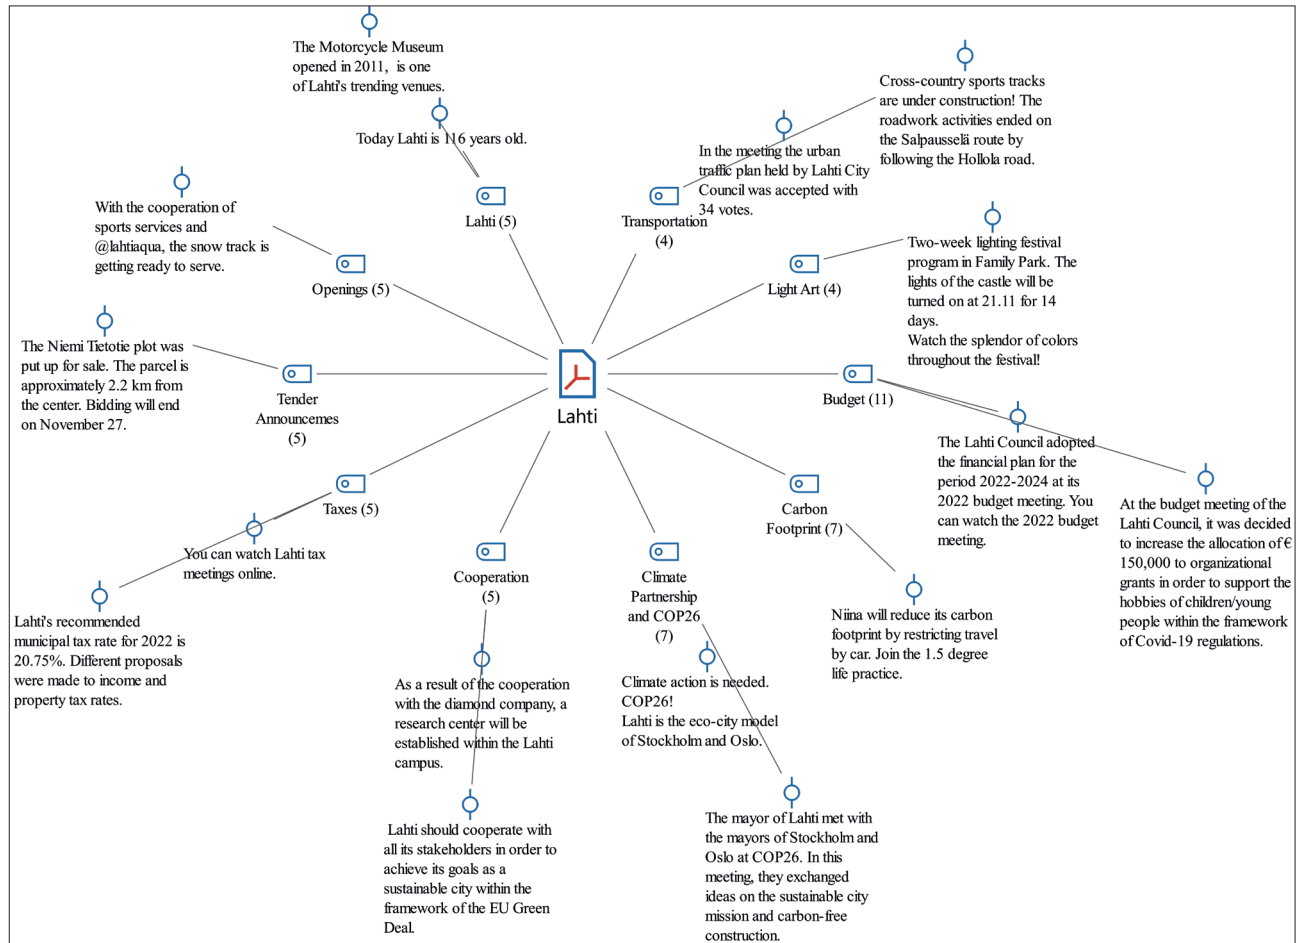 The Motorcycle Museum
opened in 2011,  is one
of Lahti's trending venues.
Today Lahti is 116 years old.
Lahti (5)
Cross-country sports tracks
are under construction! The
roadwork activities ended on
the Salpausselä route by
following the Hollola road.
In the meeting the urban
traffic plan held by Lahti City
Council was accepted with
34 votes.
Transportation
(4)
With the cooperation of
sports services and
@lahtiaqua, the snow track is
getting ready to serve.
Openings (5)
Two-week lighting festival
program in Family Park. The
lights of the castle will be
turned on at 21.11 for 14
days.
Watch the splendor of colors
throughout the festival!
Light Art (4)
The Niemi Tietotie plot was
put up for sale. The parcel is
approximately 2.2 km from
the center. Bidding will end
on November 27.
Tender
Announcemes
(5)
Lahti
Budget (11)
The Lahti Council adopted
the financial plan for the
period 2022-2024 at its
2022 budget meeting. You
can watch the 2022 budget
meeting.
At the budget meeting of the
Lahti Council, it was decided
to increase the allocation of €
150,000 to organizational
grants in order to support the
hobbies of children/young
people within the framework
of Covid-19 regulations.
Taxes (5)
You can watch Lahti tax
meetings online.
Lahti's recommended
municipal tax rate for 2022 is
20.75%. Different proposals
were made to income and
property tax rates.
Carbon
Footprint (7)
Niina will reduce its carbon
footprint by restricting travel
by car. Join the 1.5 degree
life practice.
Cooperation
(5)
As a result of the cooperation
with the diamond company, a
research center will be
established within the Lahti
campus.
Lahti should cooperate with
all its stakeholders in order to
achieve its goals as a
sustainable city within the
framework of the EU Green
Deal.
Climate
Partnership
and COP26
(7)
Climate action is needed.
COP26!
Lahti is the eco-city model
of Stockholm and Oslo.
The mayor of Lahti met with
the mayors of Stockholm and
Oslo at COP26. In this
meeting, they exchanged
ideas on the sustainable city
mission and carbon-free
construction.